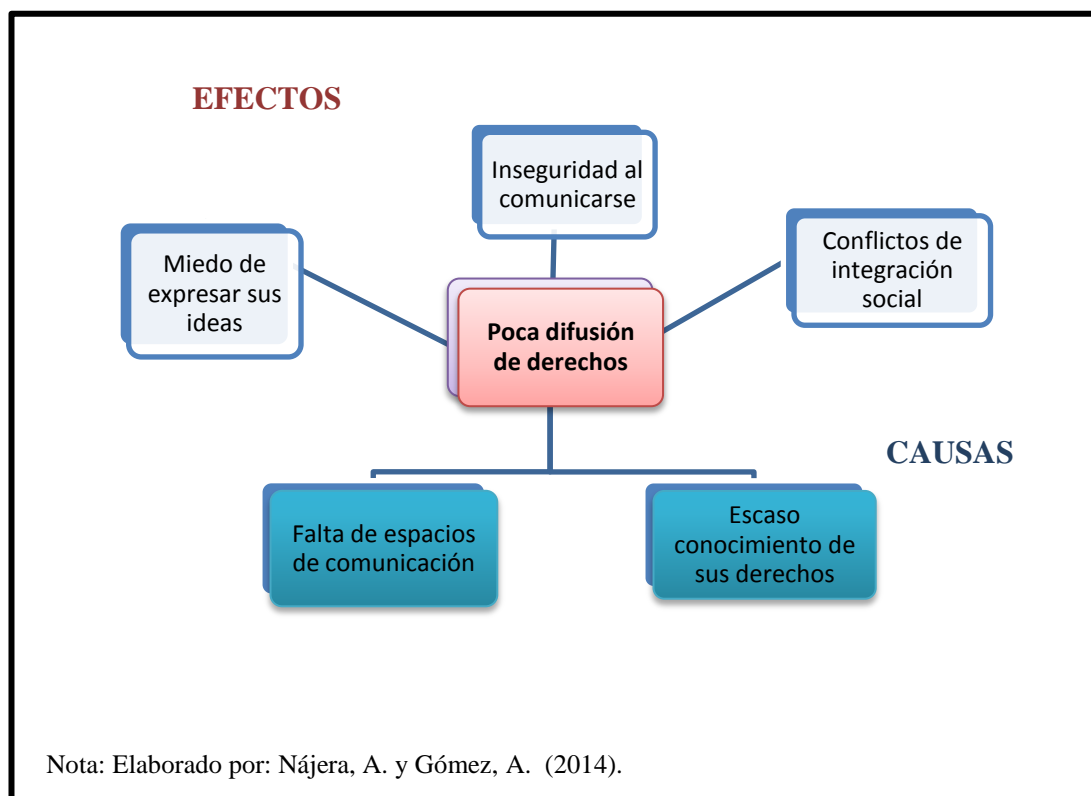 EFECTOS
Inseguridad al
comunicarse
Miedo de
expresar sus
ideas
Conflictos de
integración
social
Poca difusión
de derechos
CAUSAS
Falta de espacios
de comunicación
Escaso
conocimiento de
sus derechos
Nota: Elaborado por: Nájera, A. y Gómez, A.  (2014).